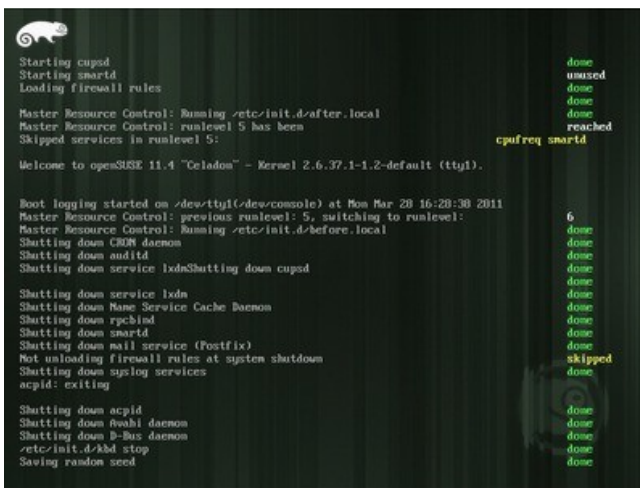 Starting cupsd done
Starting smartd unused
Loading firewall rules done
done
Master Resource Control: Running /etc/init.d/after.local done
Master Resource Control: runlevel 5 has been reached
Skipped services in runlevel 5: cpufreq smartd
Welcome to openSUSE 11.4 "Celadon" - Kernel 2.6.37.1-1.2-default (tty1).
Boot logging started on /dev/tty1(/dev/console) at Mon Mar 28 16:28:38 2011
Master Resource Control: previous runlevel: 5, switching to runlevel: 6
Master Resource Control: Running /etc/init.d/before.local done
Shutting down CRON daemon done
Shutting down auditd done
Shutting down service lxdmShutting down cupsd done
done
Shutting down service lxdm done
Shutting down Name Service Cache Daemon done
Shutting down rpcbind done
Shutting down smartd done
Shutting down mail service (Postfix) done
Not unloading firewall rules at system shutdown skipped
Shutting down syslog services done
acpid: exiting
Shutting down acpid done
Shutting down Avahi daemon done
Shutting down D-Bus daemon done
/etc/init.d/kbd stop done
Saving random seed done